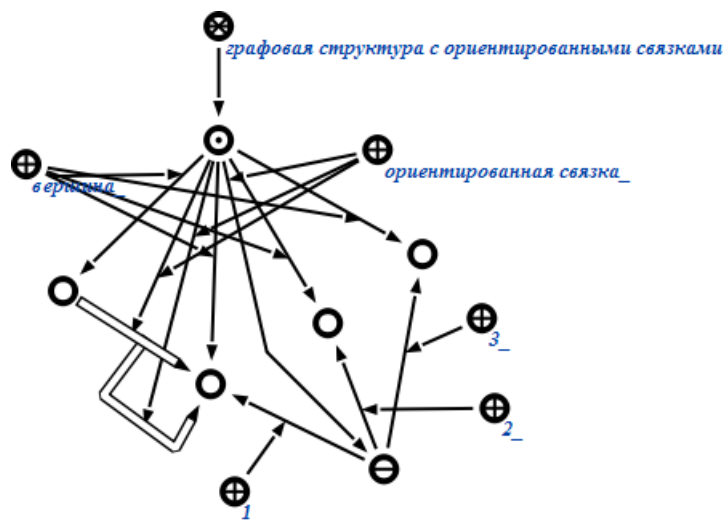 графовая структура с ориентированными связками
вершина_
ориентированная связка_
3_
2_
1